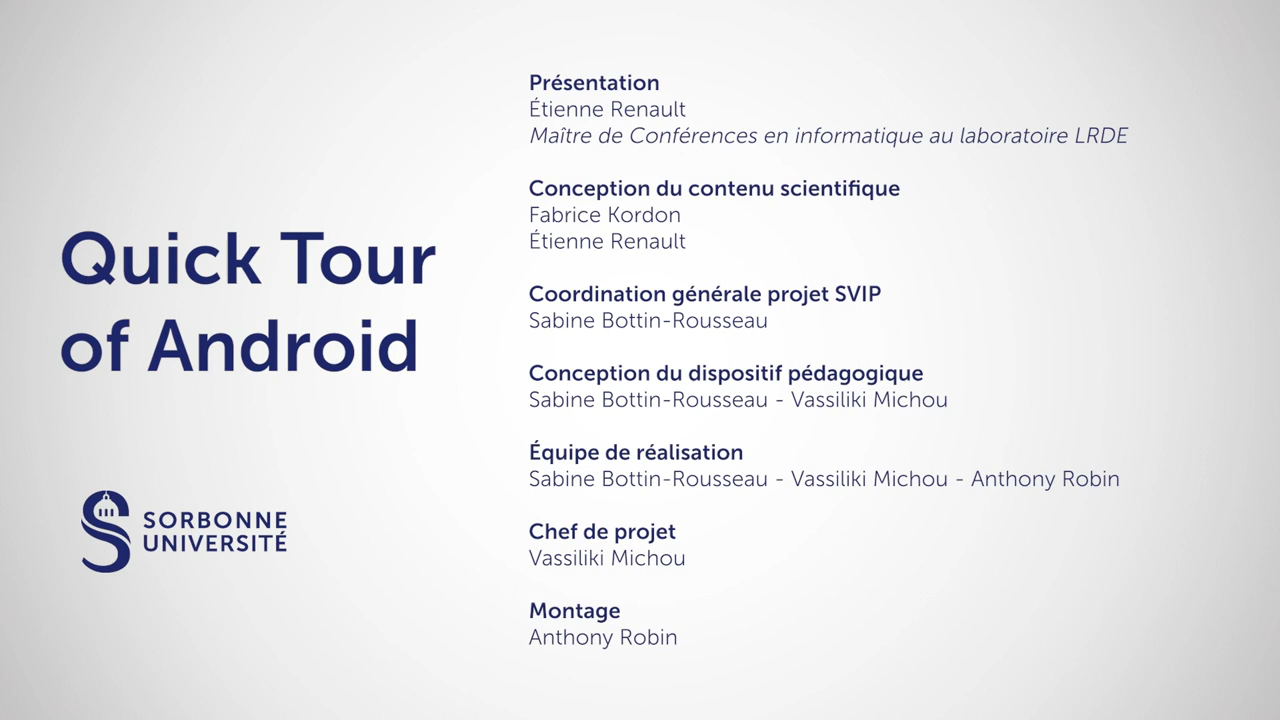 Quick Tour
of Android
SORBONNE
UNIVERSITÉ
Présentation
Étienne Renault
Maître de Conférences en informatique au laboratoire LRDE
Conception du contenu scientifique
Fabrice Kordon
Étienne Renault
Coordination générale projet SVIP
Sabine Bottin-Rousseau
Conception du dispositif pédagogique
Sabine Bottin-Rousseau - Vassiliki Michou
Équipe de réalisation
Sabine Bottin-Rousseau - Vassiliki Michou - Anthony Robin
Chef de projet
Vassiliki Michou
Montage
Anthony Robin